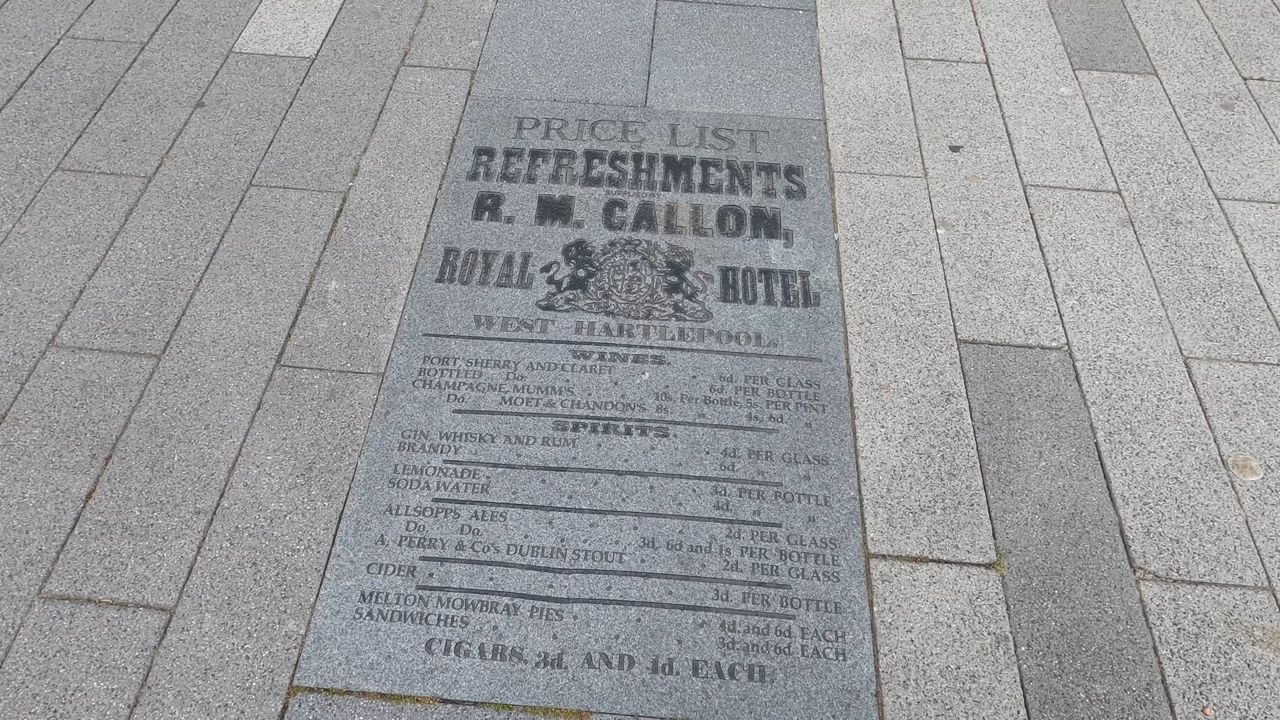 PRICE LIST
REFRESHMENTS
SUPPLIED
R. M. CALLON,
ROYAL HOTEL
WEST HARTLEPOOL.
WINES.
PORT, SHERRY AND CLARET 6d. PER GLASS
BOTTLED Do. 6d. PER BOTTLE
CHAMPAGNE, MUMM'S 10s. Per Bottle, 5s. PER PINT
Do. MOET & CHANDON'S 8s. " 4s. 6d. "
SPIRITS.
GIN, WHISKY AND RUM 4d. PER GLASS
BRANDY 6d. " "
LEMONADE 3d. PER BOTTLE
SODA WATER 4d. " "
ALLSOPPS ALES 2d. PER GLASS
Do. Do. 3d. 6d and 1s PER BOTTLE
A. PERRY & Co's DUBLIN STOUT 2d. PER GLASS
CIDER 3d. PER BOTTLE
MELTON MOWBRAY PIES 4d. and 6d. EACH
SANDWICHES 3d. and 6d. EACH
CIGARS, 3d. AND 4d. EACH.